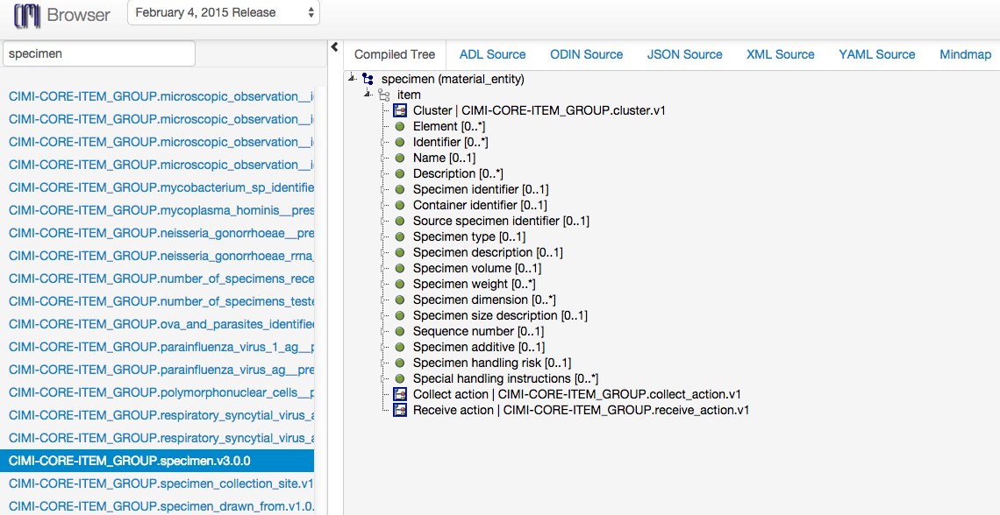 CIMI Browser
February 4, 2015 Release
specimen
CIMI-CORE-ITEM_GROUP.microscopic_observation__i
CIMI-CORE-ITEM_GROUP.microscopic_observation__i
CIMI-CORE-ITEM_GROUP.microscopic_observation__i
CIMI-CORE-ITEM_GROUP.microscopic_observation__i
CIMI-CORE-ITEM_GROUP.mycobacterium_sp_identifie
CIMI-CORE-ITEM_GROUP.mycoplasma_hominis__pres
CIMI-CORE-ITEM_GROUP.neisseria_gonorrhoeae__pre
CIMI-CORE-ITEM_GROUP.neisseria_gonorrhoeae_rrna_
CIMI-CORE-ITEM_GROUP.number_of_specimens_rece
CIMI-CORE-ITEM_GROUP.number_of_specimens_teste
CIMI-CORE-ITEM_GROUP.ova_and_parasites_identified
CIMI-CORE-ITEM_GROUP.parainfluenza_virus_1_ag__p
CIMI-CORE-ITEM_GROUP.parainfluenza_virus_ag__pre
CIMI-CORE-ITEM_GROUP.polymorphonuclear_cells__p
CIMI-CORE-ITEM_GROUP.respiratory_syncytial_virus_a
CIMI-CORE-ITEM_GROUP.respiratory_syncytial_virus_a
CIMI-CORE-ITEM_GROUP.specimen.v3.0.0
CIMI-CORE-ITEM_GROUP.specimen_collection_site.v1
CIMI-CORE-ITEM_GROUP.specimen_drawn_from.v1.0.
Compiled Tree ADL Source ODIN Source JSON Source XML Source YAML Source Mindmap
specimen (material_entity)
item
Cluster | CIMI-CORE-ITEM_GROUP.cluster.v1
Element [0..*]
Identifier [0..*]
Name [0..1]
Description [0..*]
Specimen identifier [0..1]
Container identifier [0..1]
Source specimen identifier [0..1]
Specimen type [0..1]
Specimen description [0..1]
Specimen volume [0..1]
Specimen weight [0..*]
Specimen dimension [0..*]
Specimen size description [0..1]
Sequence number [0..1]
Specimen additive [0..1]
Specimen handling risk [0..1]
Special handling instructions [0..*]
Collect action | CIMI-CORE-ITEM_GROUP.collect_action.v1
Receive action | CIMI-CORE-ITEM_GROUP.receive_action.v1